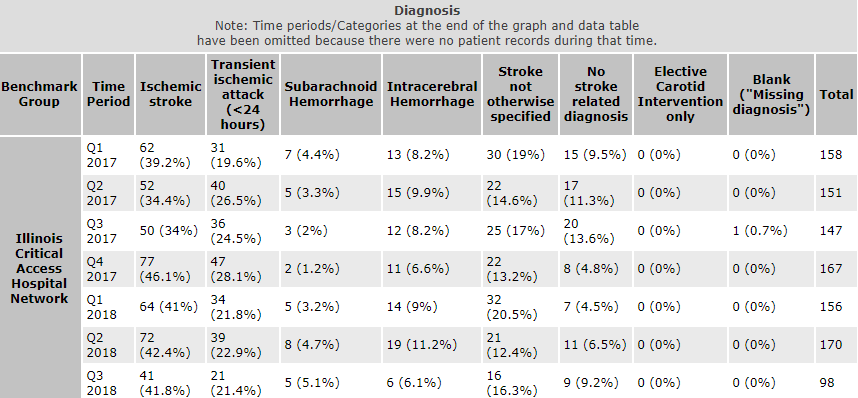 Diagnosis
Note: Time periods/Categories at the end of the graph and data table
have been omitted because there were no patient records during that time.
Benchmark Group Time Period Ischemic stroke Transient ischemic attack (<24 hours) Subarachnoid Hemorrhage Intracerebral Hemorrhage Stroke not otherwise specified No stroke related diagnosis Elective Carotid Intervention only Blank ("Missing diagnosis") Total
Illinois Critical Access Hospital Network
Q1 2017 62 (39.2%) 31 (19.6%) 7 (4.4%) 13 (8.2%) 30 (19%) 15 (9.5%) 0 (0%) 0 (0%) 158
Q2 2017 52 (34.4%) 40 (26.5%) 5 (3.3%) 15 (9.9%) 22 (14.6%) 17 (11.3%) 0 (0%) 0 (0%) 151
Q3 2017 50 (34%) 36 (24.5%) 3 (2%) 12 (8.2%) 25 (17%) 20 (13.6%) 0 (0%) 1 (0.7%) 147
Q4 2017 77 (46.1%) 47 (28.1%) 2 (1.2%) 11 (6.6%) 22 (13.2%) 8 (4.8%) 0 (0%) 0 (0%) 167
Q1 2018 64 (41%) 34 (21.8%) 5 (3.2%) 14 (9%) 32 (20.5%) 7 (4.5%) 0 (0%) 0 (0%) 156
Q2 2018 72 (42.4%) 39 (22.9%) 8 (4.7%) 19 (11.2%) 21 (12.4%) 11 (6.5%) 0 (0%) 0 (0%) 170
Q3 2018 41 (41.8%) 21 (21.4%) 5 (5.1%) 6 (6.1%) 16 (16.3%) 9 (9.2%) 0 (0%) 0 (0%) 98